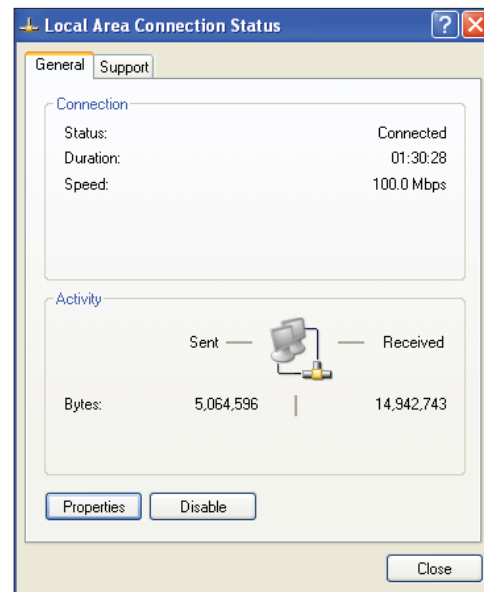 Local Area Connection Status
General Support
Connection
Status: Connected
Duration: 01:30:28
Speed: 100.0 Mbps
Activity
Sent Received
Bytes: 5,064,596 14,942,743
Properties Disable
Close